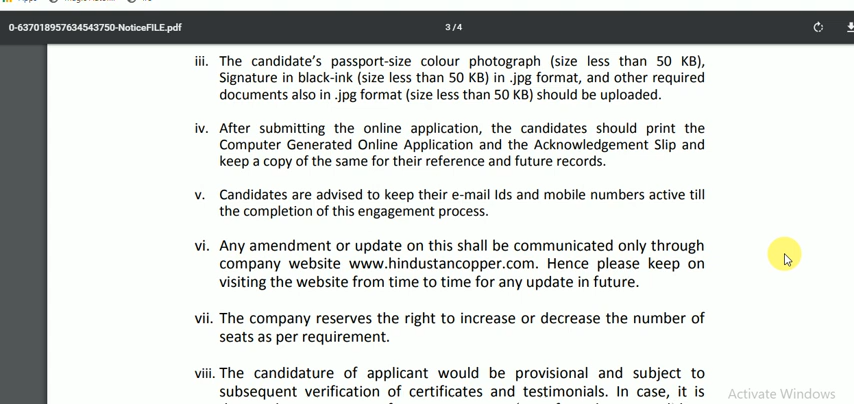 0-637018957634543750-NoticeFILE.pdf
3 / 4
iii. The candidate's passport-size colour photograph (size less than 50 KB),
Signature in black-ink (size less than 50 KB) in .jpg format, and other required
documents also in .jpg format (size less than 50 KB) should be uploaded.
iv. After submitting the online application, the candidates should print the
Computer Generated Online Application and the Acknowledgement Slip and
keep a copy of the same for their reference and future records.
v. Candidates are advised to keep their e-mail Ids and mobile numbers active till
the completion of this engagement process.
vi. Any amendment or update on this shall be communicated only through
company website www.hindustancopper.com. Hence please keep on
visiting the website from time to time for any update in future.
vii. The company reserves the right to increase or decrease the number of
seats as per requirement.
viii. The candidature of applicant would be provisional and subject to
subsequent verification of certificates and testimonials. In case, it is
Activate Windows